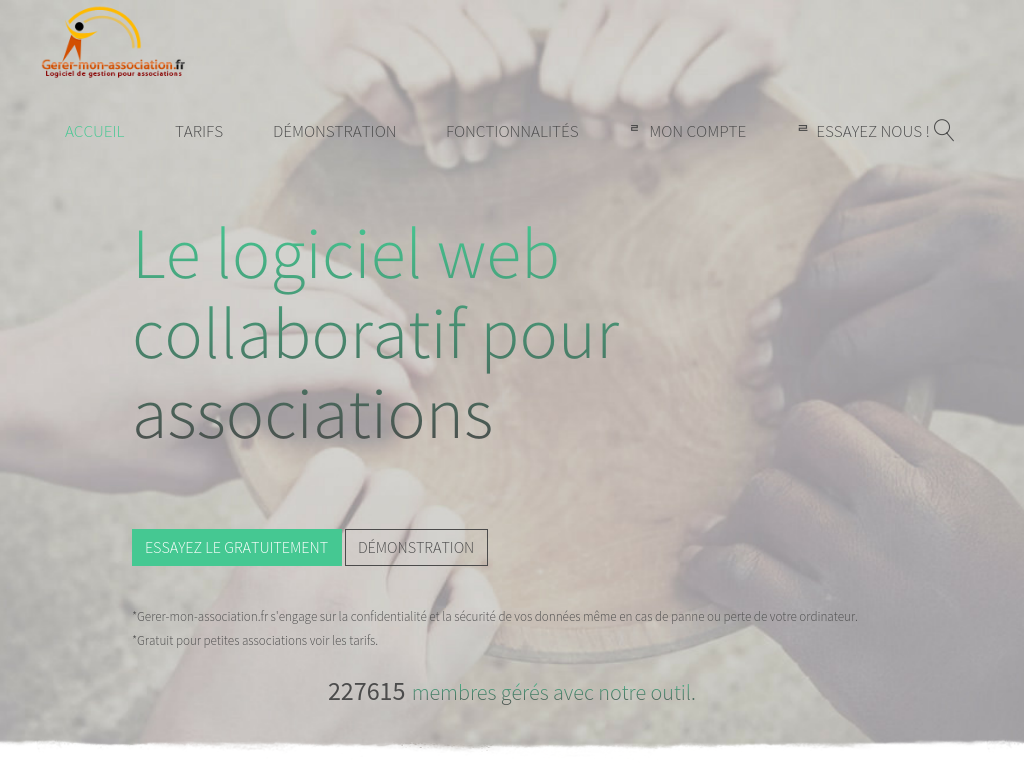 Gerer-mon-association.fr
Logiciel de gestion pour associations
ACCUEIL TARIFS DÉMONSTRATION FONCTIONNALITÉS MON COMPTE ESSAYEZ NOUS !
Le logiciel web
collaboratif pour
associations
ESSAYEZ LE GRATUITEMENT DÉMONSTRATION
*Gerer-mon-association.fr s'engage sur la confidentialité et la sécurité de vos données même en cas de panne ou perte de votre ordinateur.
*Gratuit pour petites associations voir les tarifs.
227615 membres gérés avec notre outil.